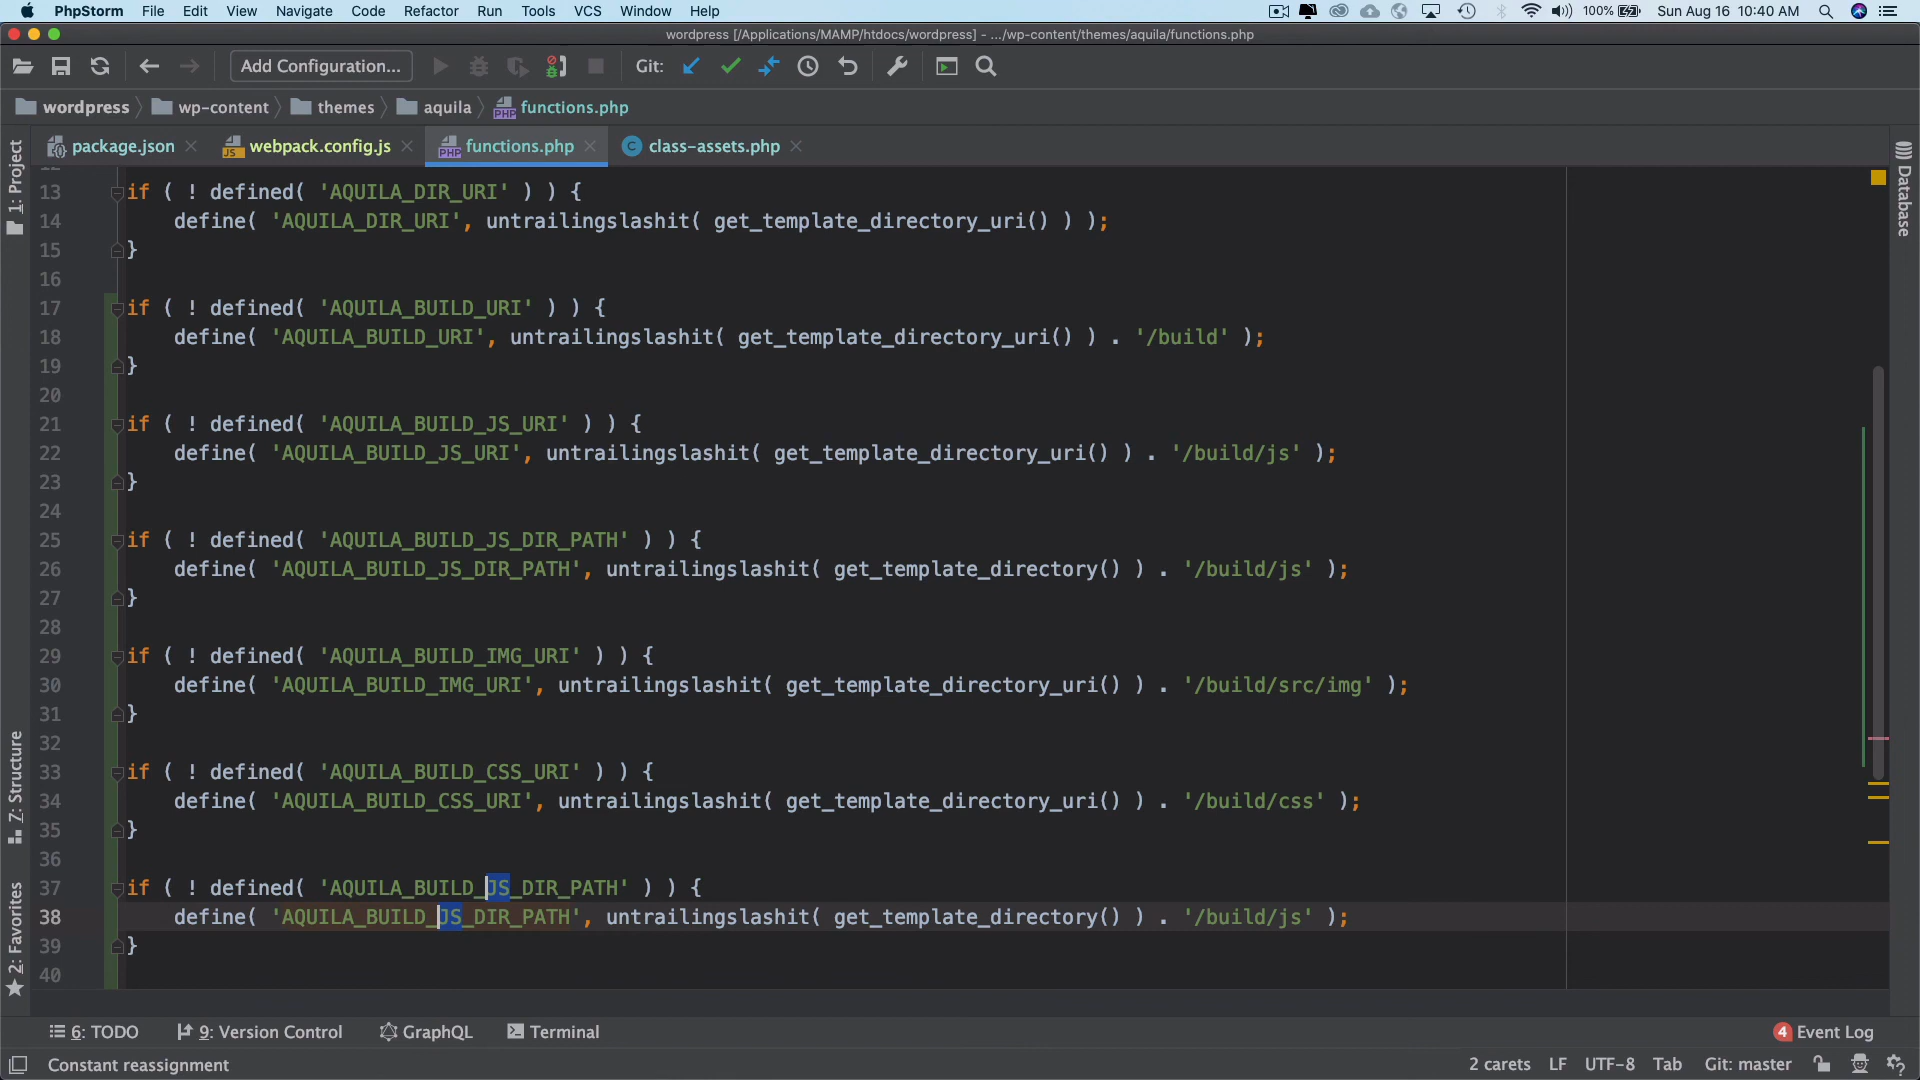 PhpStorm File Edit View Navigate Code Refactor Run Tools VCS Window Help 100% Sun Aug 16 10:40 AM
wordpress [/Applications/MAMP/htdocs/wordpress] - .../wp-content/themes/aquila/functions.php
Add Configuration... Git:
wordpress wp-content themes aquila functions.php
package.json webpack.config.js functions.php class-assets.php
1: Project
Database
13 if ( ! defined( 'AQUILA_DIR_URI' ) ) {
14 define( 'AQUILA_DIR_URI', untrailingslashit( get_template_directory_uri() ) );
15 }
16
17 if ( ! defined( 'AQUILA_BUILD_URI' ) ) {
18 define( 'AQUILA_BUILD_URI', untrailingslashit( get_template_directory_uri() ) . '/build' );
19 }
20
21 if ( ! defined( 'AQUILA_BUILD_JS_URI' ) ) {
22 define( 'AQUILA_BUILD_JS_URI', untrailingslashit( get_template_directory_uri() ) . '/build/js' );
23 }
24
25 if ( ! defined( 'AQUILA_BUILD_JS_DIR_PATH' ) ) {
26 define( 'AQUILA_BUILD_JS_DIR_PATH', untrailingslashit( get_template_directory() ) . '/build/js' );
27 }
28
29 if ( ! defined( 'AQUILA_BUILD_IMG_URI' ) ) {
30 define( 'AQUILA_BUILD_IMG_URI', untrailingslashit( get_template_directory_uri() ) . '/build/src/img' );
31 }
32
33 if ( ! defined( 'AQUILA_BUILD_CSS_URI' ) ) {
34 define( 'AQUILA_BUILD_CSS_URI', untrailingslashit( get_template_directory_uri() ) . '/build/css' );
35 }
36
37 if ( ! defined( 'AQUILA_BUILD_JS_DIR_PATH' ) ) {
38 define( 'AQUILA_BUILD_JS_DIR_PATH', untrailingslashit( get_template_directory() ) . '/build/js' );
39 }
40
Z: Structure
2: Favorites
6: TODO 9: Version Control GraphQL Terminal 4 Event Log
Constant reassignment 2 carets LF UTF-8 Tab Git: master